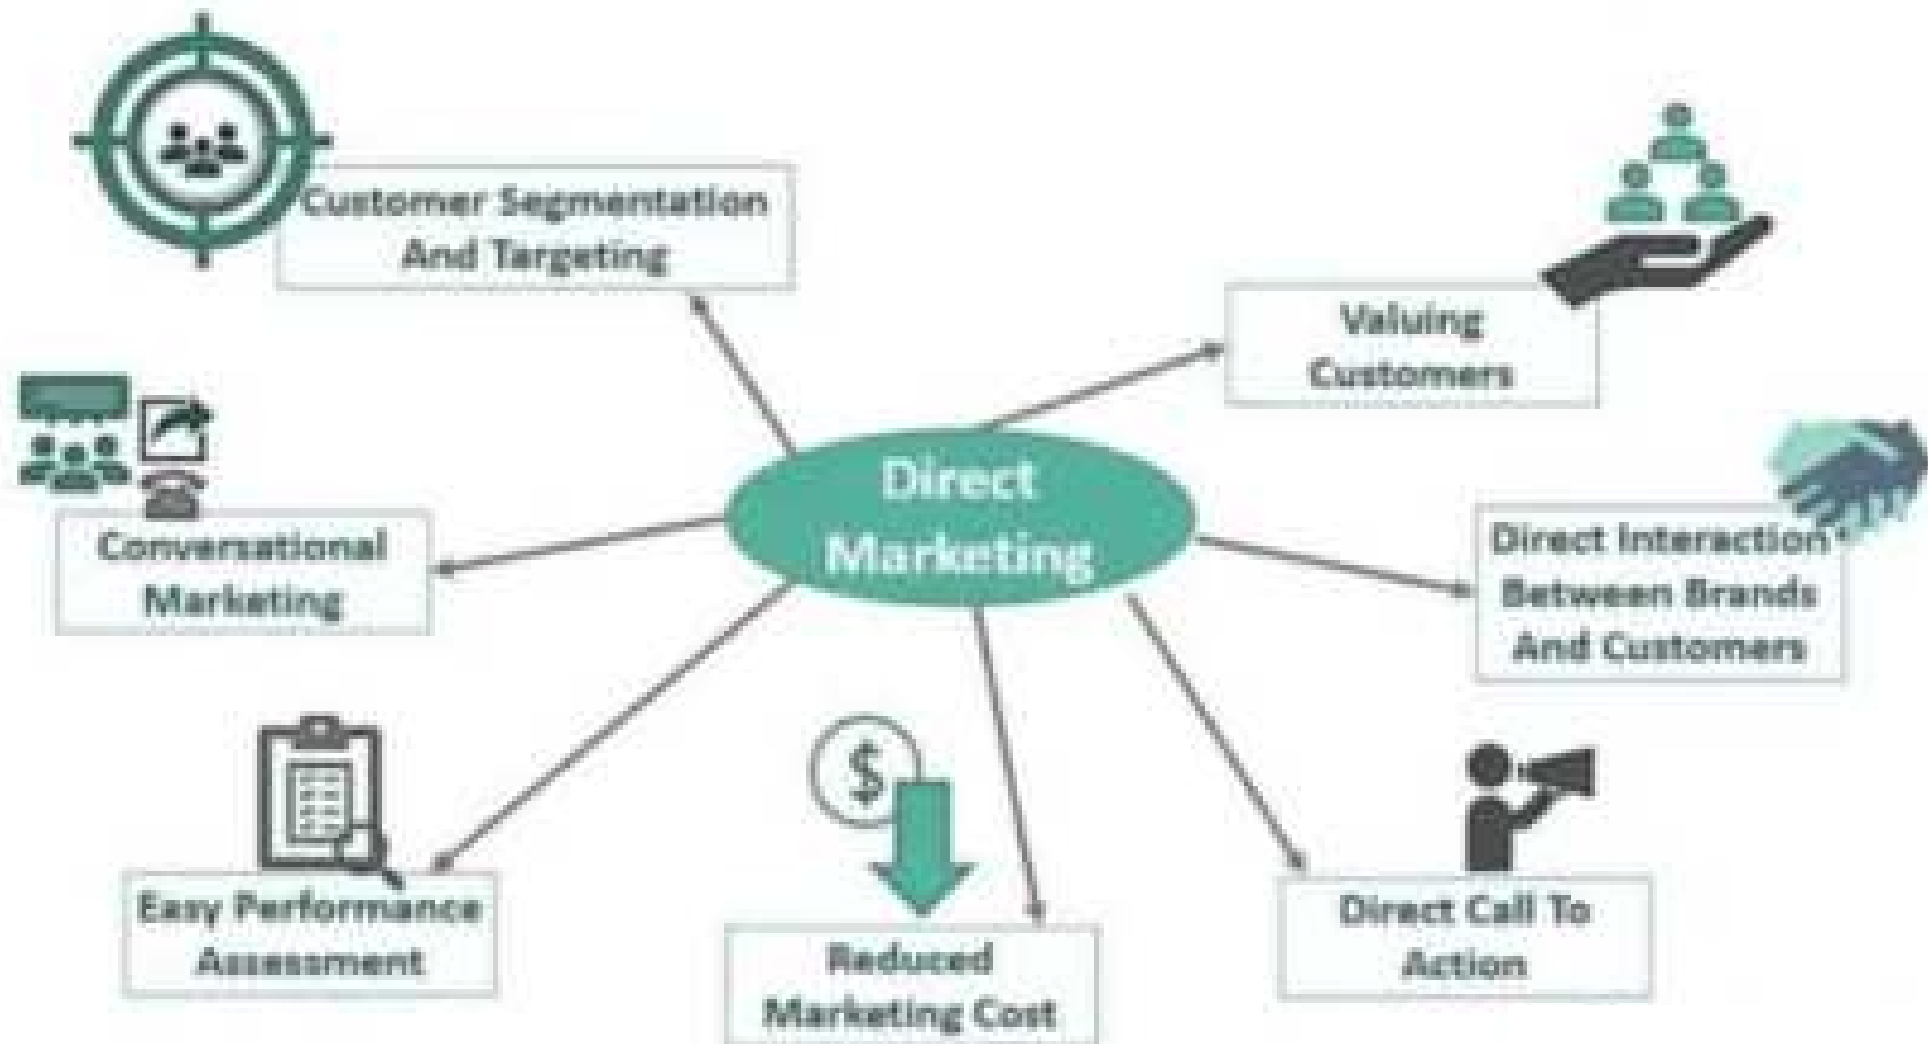 Customer Segmentation
And Targeting
Valuing
Customers
Direct
Marketing
Conversational
Marketing
Direct Interaction
Between Brands
And Customers
Easy Performance
Assessment
$
Reduced
Marketing Cost
Direct Call To
Action